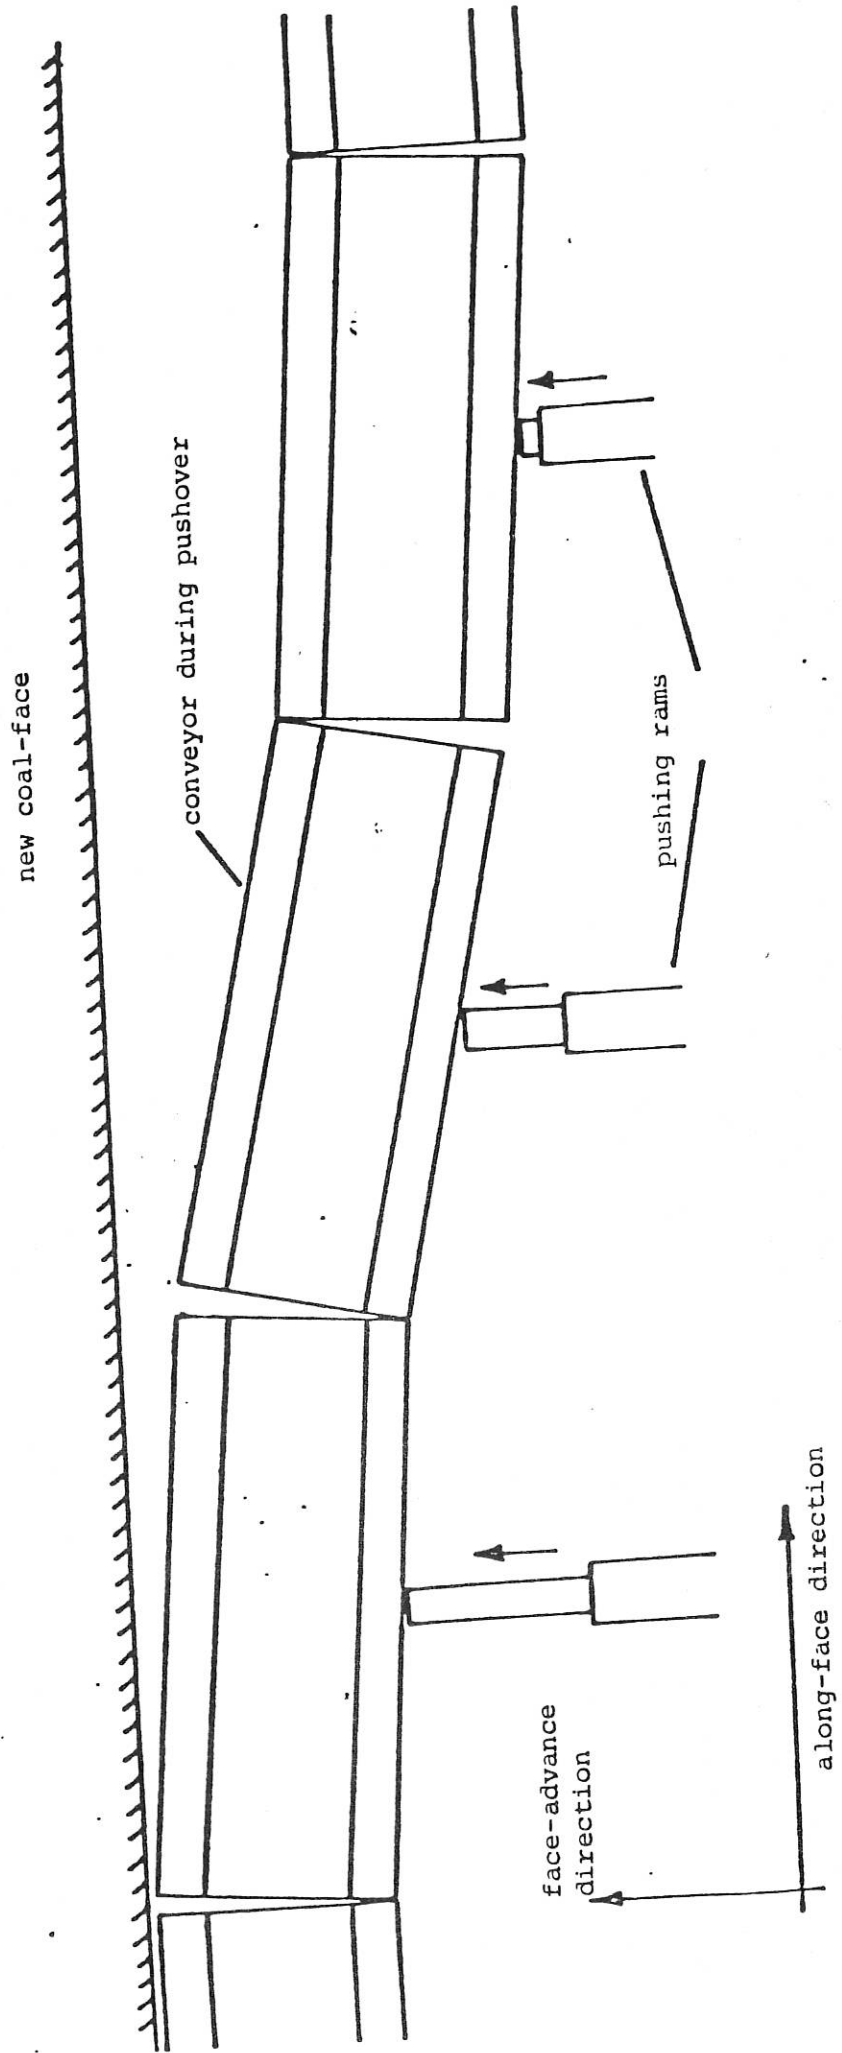 new coal-face
conveyor during pushover
pushing rams
face-advance
direction
along-face direction